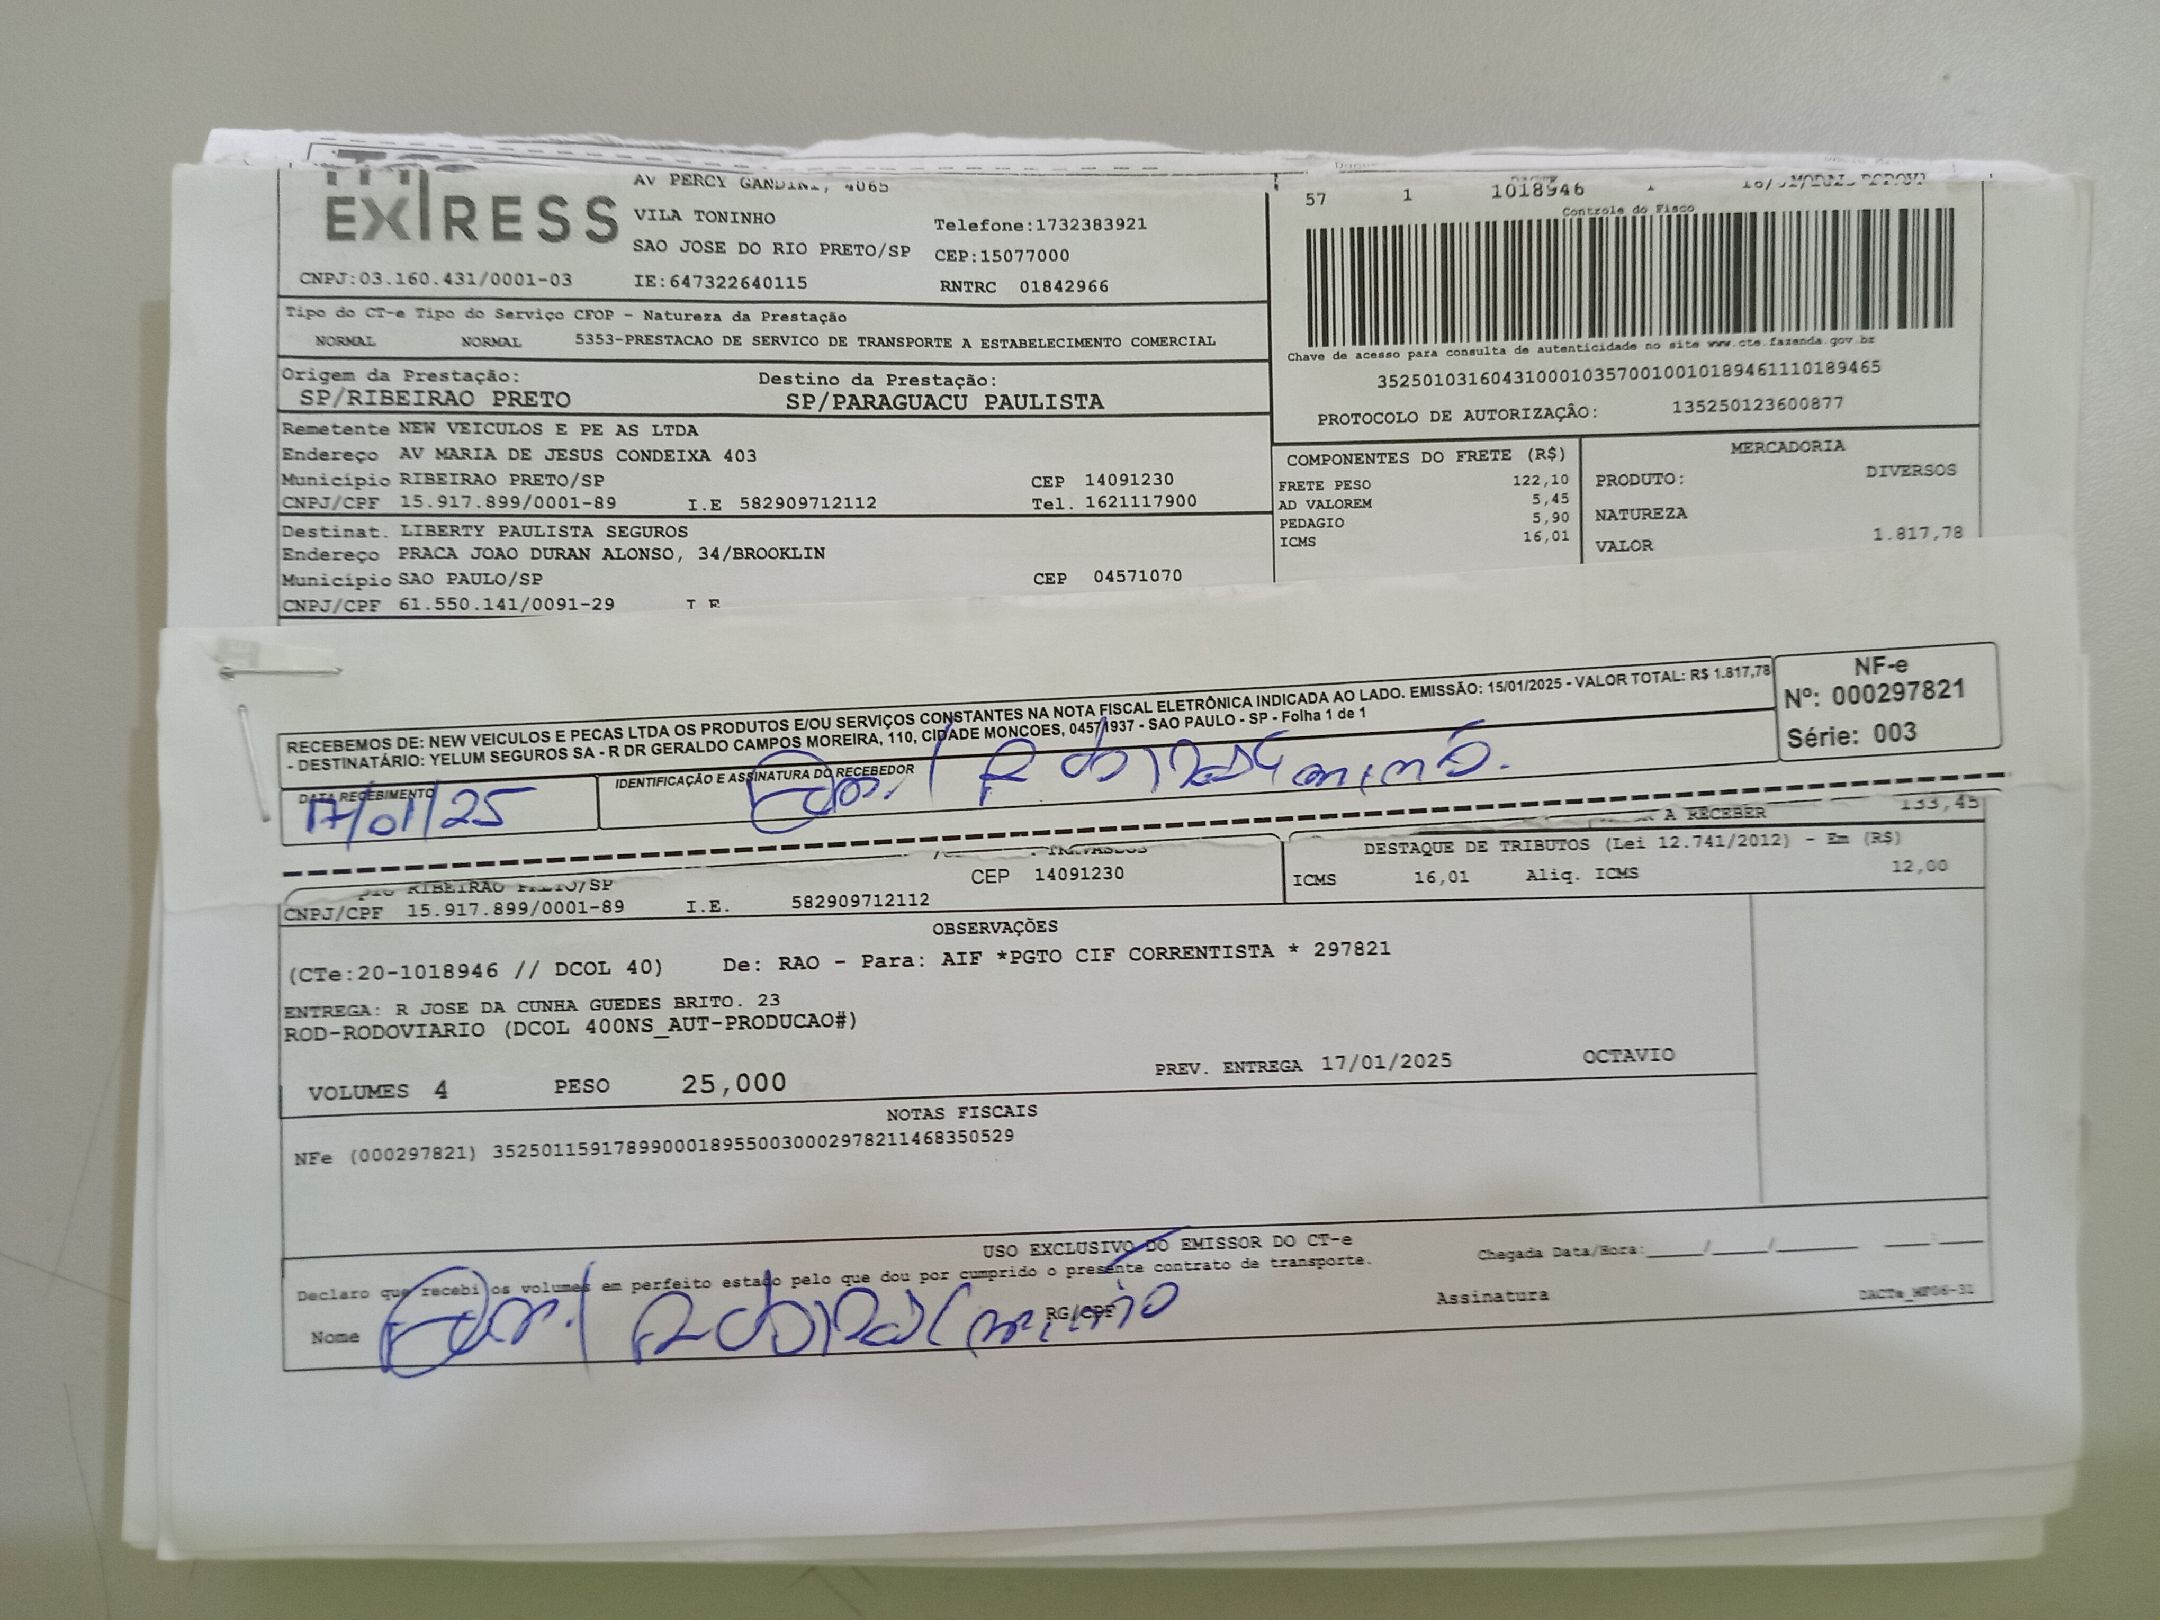 EXPRESS
AV PERCY GANDINI, 4065
VILA TONINHO
SAO JOSE DO RIO PRETO/SP
Telefone:1732383921
CEP:15077000
CNPJ:03.160.431/0001-03 IE:647322640115 RNTRC 01842966
57 1 1018946 1
Controle do Fisco
Chave de acesso para consulta de autenticidade no site www.cte.fazenda.gov.br
35250103160431000103570010010189461110189465
PROTOCOLO DE AUTORIZAÇÂO: 135250123600877
Tipo do CT-e Tipo do Serviço CFOP - Natureza da Prestação
NORMAL NORMAL 5353-PRESTACAO DE SERVICO DE TRANSPORTE A ESTABELECIMENTO COMERCIAL
Origem da Prestação: Destino da Prestação:
SP/RIBEIRAO PRETO SP/PARAGUACU PAULISTA
Remetente NEW VEICULOS E PE AS LTDA
Endereço AV MARIA DE JESUS CONDEIXA 403
Município RIBEIRAO PRETO/SP CEP 14091230
CNPJ/CPF 15.917.899/0001-89 I.E 582909712112 Tel. 1621117900
Destinat. LIBERTY PAULISTA SEGUROS
Endereço PRACA JOAO DURAN ALONSO, 34/BROOKLIN
Município SAO PAULO/SP CEP 04571070
CNPJ/CPF 61.550.141/0091-29 I E
COMPONENTES DO FRETE (R$)
FRETE PESO 122,10
AD VALOREM 5,45
PEDAGIO 5,90
ICMS 16,01
MERCADORIA
PRODUTO: DIVERSOS
NATUREZA
VALOR 1.817,78
RECEBEMOS DE: NEW VEICULOS E PECAS LTDA OS PRODUTOS E/OU SERVIÇOS CONSTANTES NA NOTA FISCAL ELETRÔNICA INDICADA AO LADO. EMISSÃO: 15/01/2025 - VALOR TOTAL: R$ 1.817,78
- DESTINATÁRIO: YELUM SEGUROS SA - R DR GERALDO CAMPOS MOREIRA, 110, CIDADE MONCOES, 04571937 - SAO PAULO - SP - Folha 1 de 1
NF-e
Nº: 000297821
Série: 003
DATA RECEBIMENTO
17/01/25
IDENTIFICAÇÃO E ASSINATURA DO RECEBEDOR
A RECEBER 133,45
RIBEIRAO PRETO/SP CEP 14091230
CNPJ/CPF 15.917.899/0001-89 I.E. 582909712112
DESTAQUE DE TRIBUTOS (Lei 12.741/2012) - Em (R$)
ICMS 16,01 Aliq. ICMS 12,00
OBSERVAÇÕES
(CTe:20-1018946 // DCOL 40) De: RAO - Para: AIF *PGTO CIF CORRENTISTA * 297821
ENTREGA: R JOSE DA CUNHA GUEDES BRITO. 23
ROD-RODOVIARIO (DCOL 400NS_AUT-PRODUCAO#)
VOLUMES 4 PESO 25,000 PREV. ENTREGA 17/01/2025 OCTAVIO
NOTAS FISCAIS
NFe (000297821) 35250115917899000189550030002978211468350529
USO EXCLUSIVO DO EMISSOR DO CT-e
Declaro que recebi os volumes em perfeito estado pelo que dou por cumprido o presente contrato de transporte.
Chegada Data/Hora:____/____/______ ___:___
Nome RG/CPF Assinatura
DACTe_MF06-31